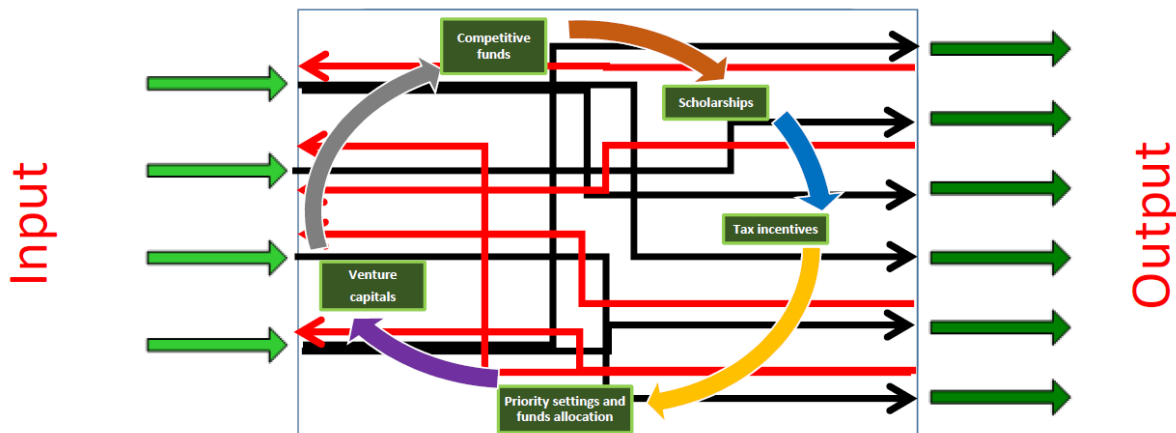 Input
Competitive
funds
Scholarships
Tax incentives
Venture
capitals
Priority settings and
funds allocation
Output